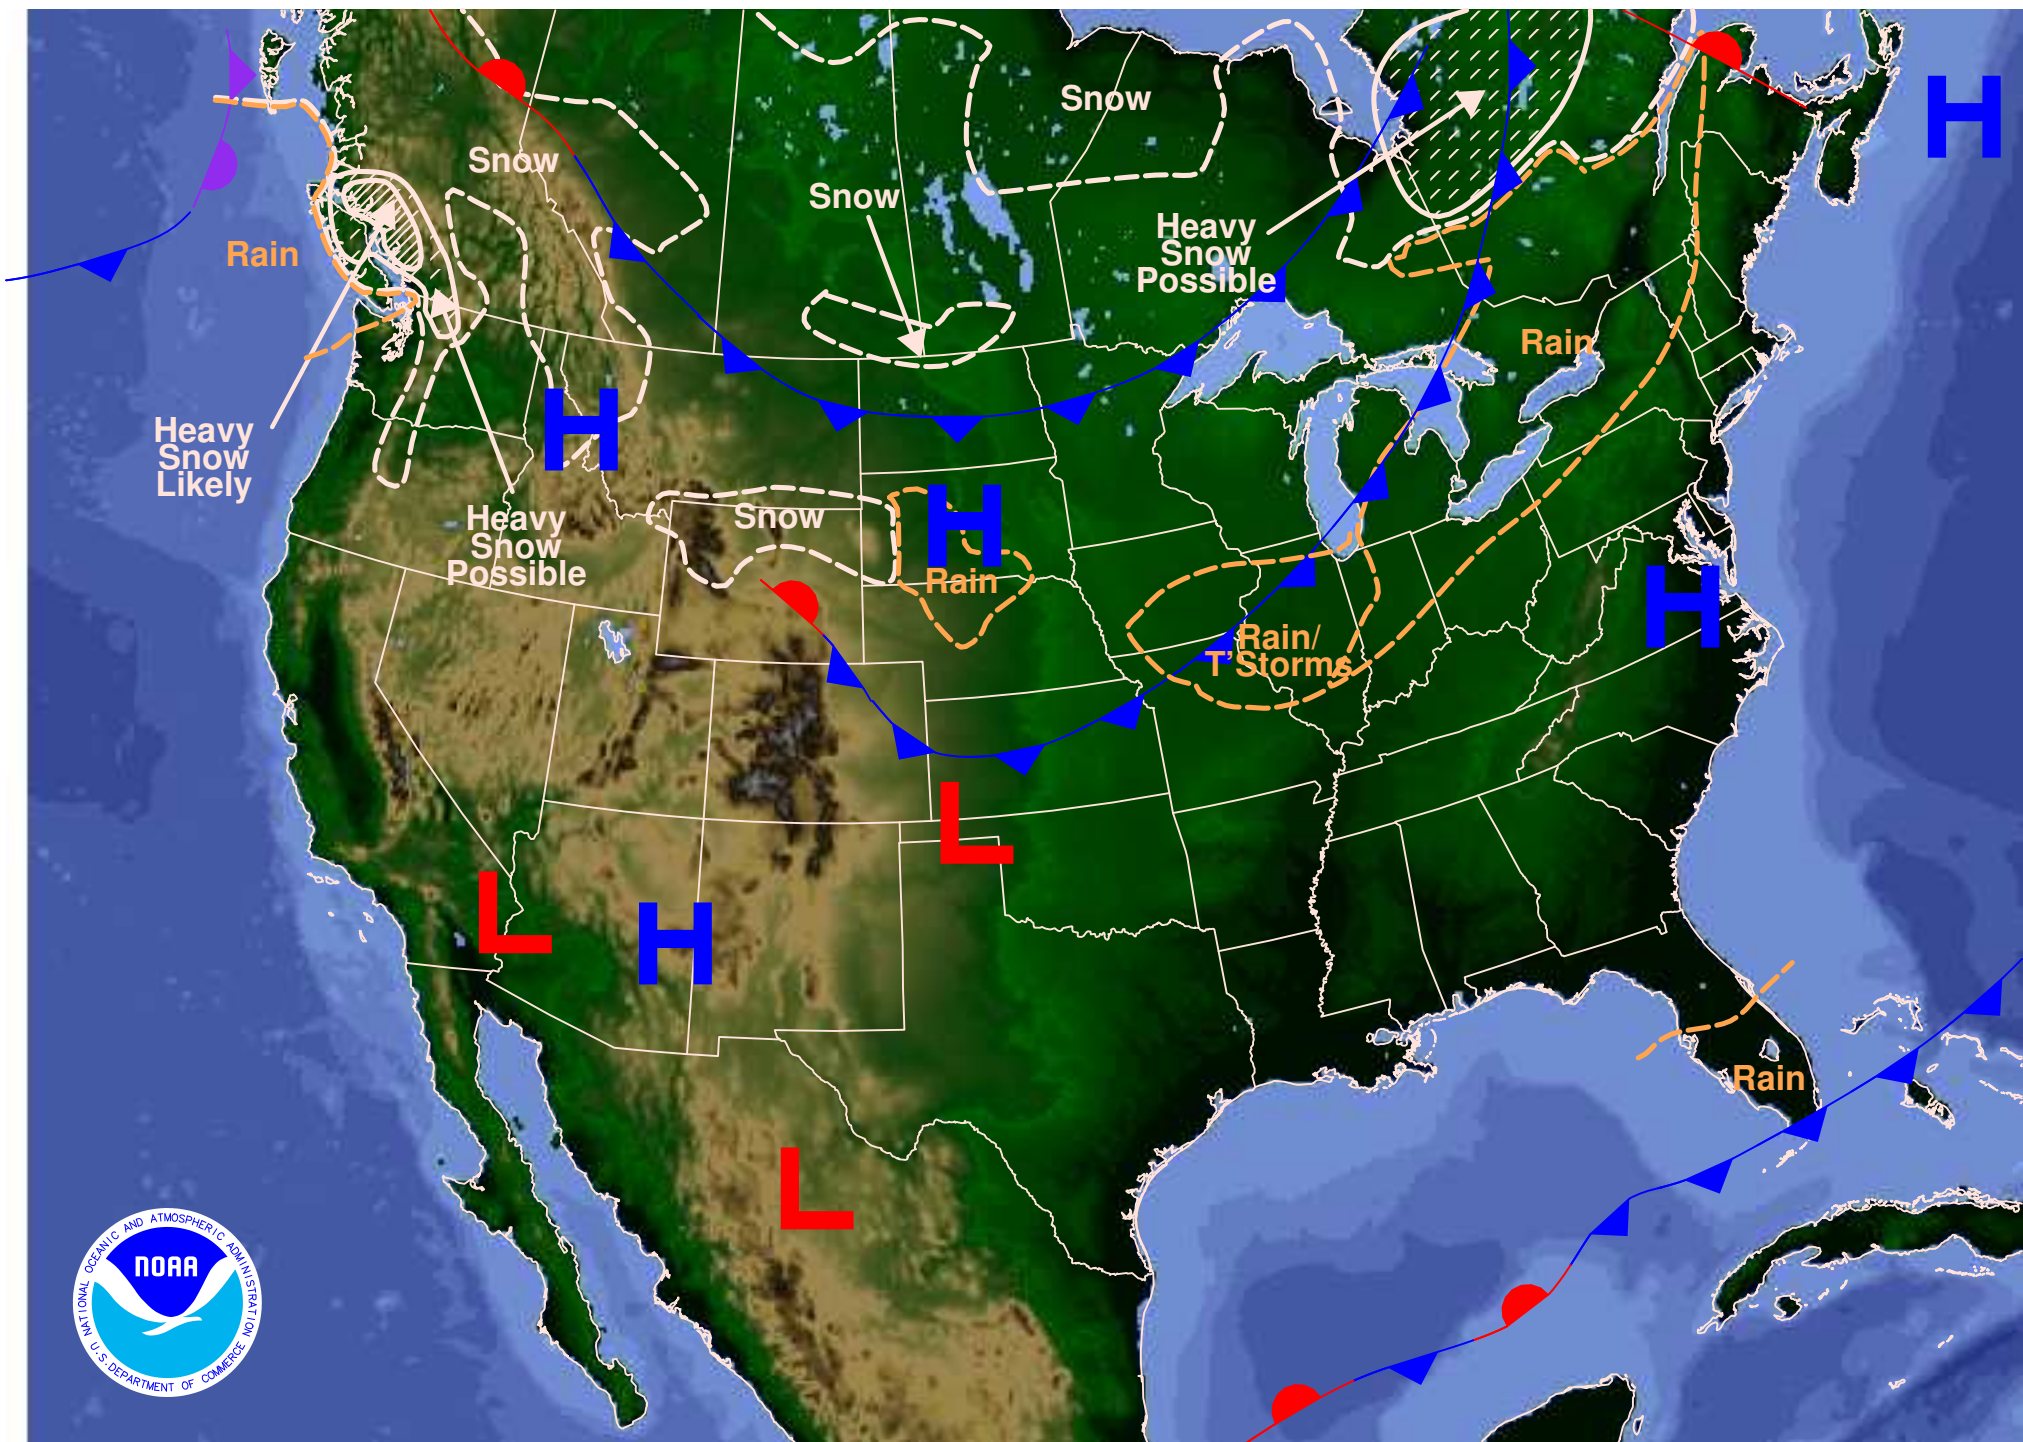 H
Snow
Snow
Snow
Heavy
Snow
Possible
Rain
Rain
Heavy
Snow
Likely
H
Heavy
Snow
Possible
Snow
H
Rain
H
Rain/
T'Storms
L
L
H
Rain
L
NATIONAL OCEANIC AND ATMOSPHERIC ADMINISTRATION
NOAA
U.S. DEPARTMENT OF COMMERCE